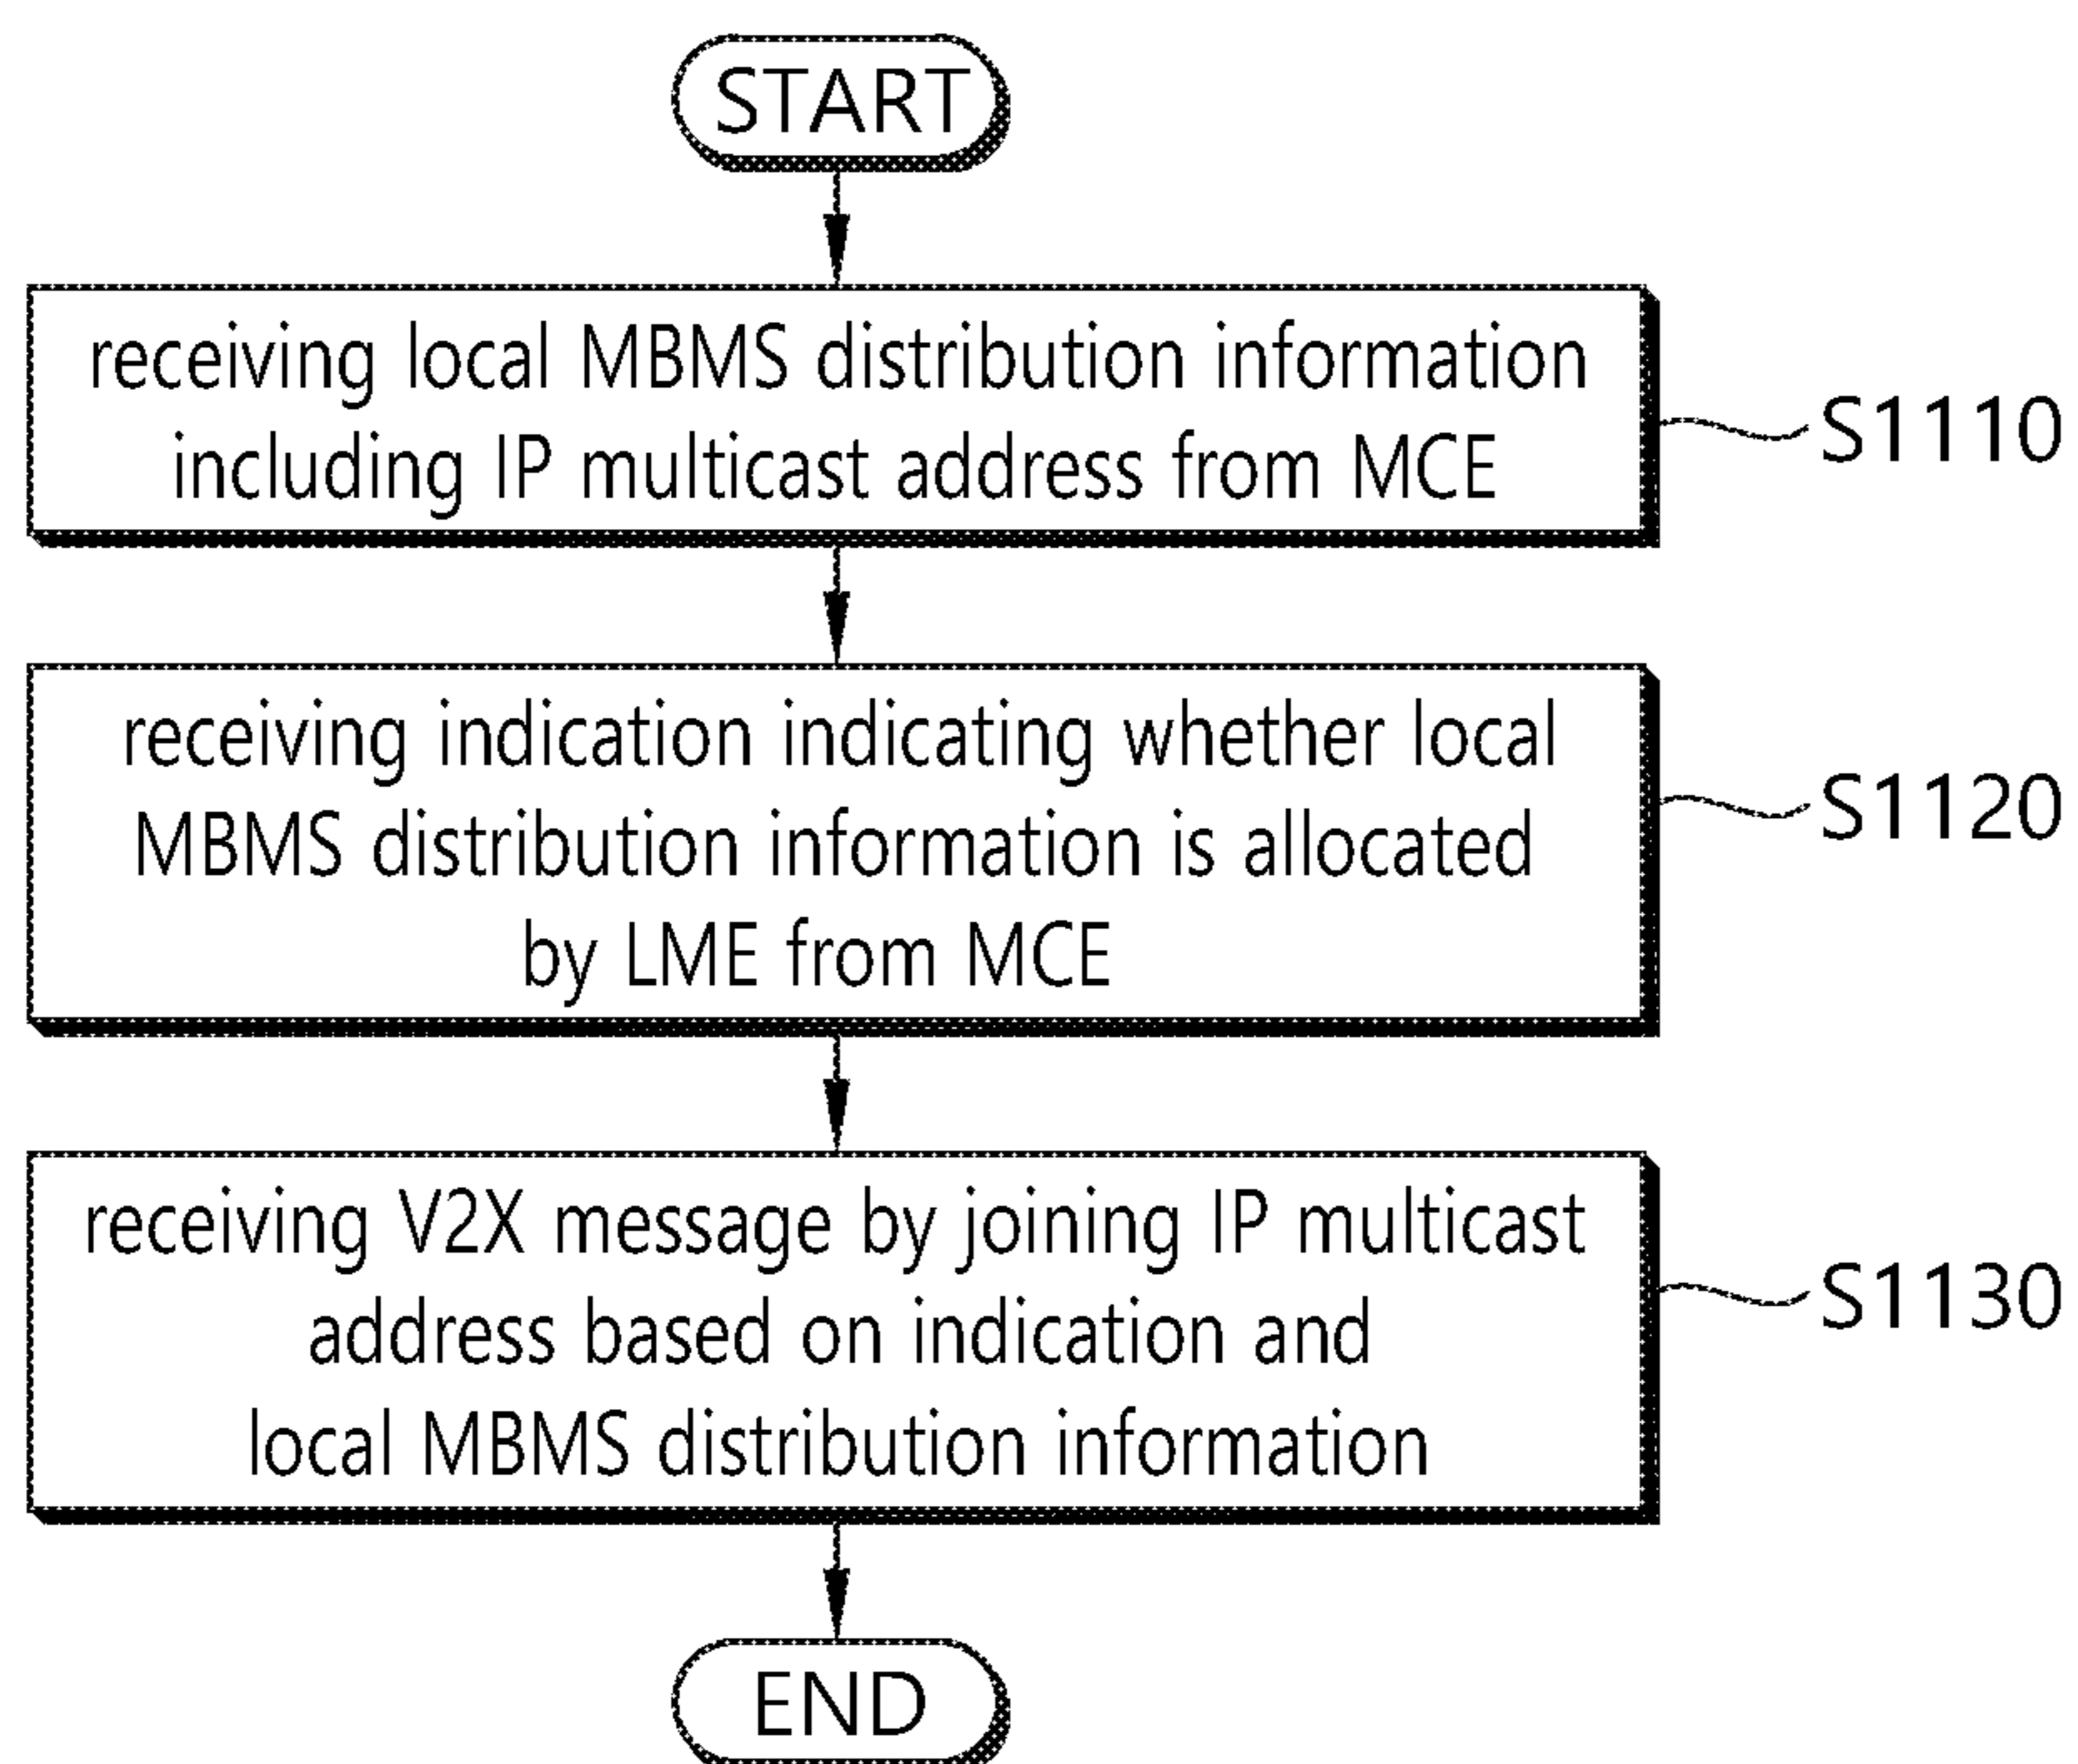 START
receiving local MBMS distribution information
including IP multicast address from MCE
S1110
receiving indication indicating whether local
MBMS distribution information is allocated
by LME from MCE
S1120
receiving V2X message by joining IP multicast
address based on indication and
local MBMS distribution information
S1130
END